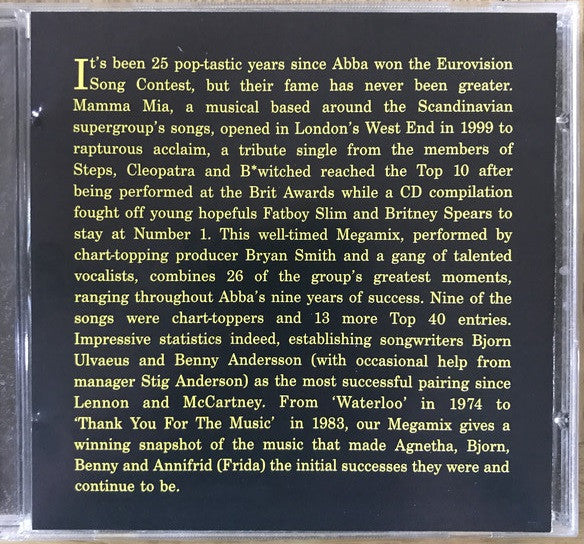 It's been 25 pop-tastic years since Abba won the Eurovision
Song Contest, but their fame has never been greater.
Mamma Mia, a musical based around the Scandinavian
supergroup's songs, opened in London's West End in 1999 to
rapturous acclaim, a tribute single from the members of
Steps, Cleopatra and B*witched reached the Top 10 after
being performed at the Brit Awards while a CD compilation
fought off young hopefuls Fatboy Slim and Britney Spears to
stay at Number 1. This well-timed Megamix, performed by
chart-topping producer Bryan Smith and a gang of talented
vocalists, combines 26 of the group's greatest moments,
ranging throughout Abba's nine years of success. Nine of the
songs were chart-toppers and 13 more Top 40 entries.
Impressive statistics indeed, establishing songwriters Bjorn
Ulvaeus and Benny Andersson (with occasional help from
manager Stig Anderson) as the most successful pairing since
Lennon and McCartney. From 'Waterloo' in 1974 to
'Thank You For The Music' in 1983, our Megamix gives a
winning snapshot of the music that made Agnetha, Bjorn,
Benny and Annifrid (Frida) the initial successes they were and
continue to be.